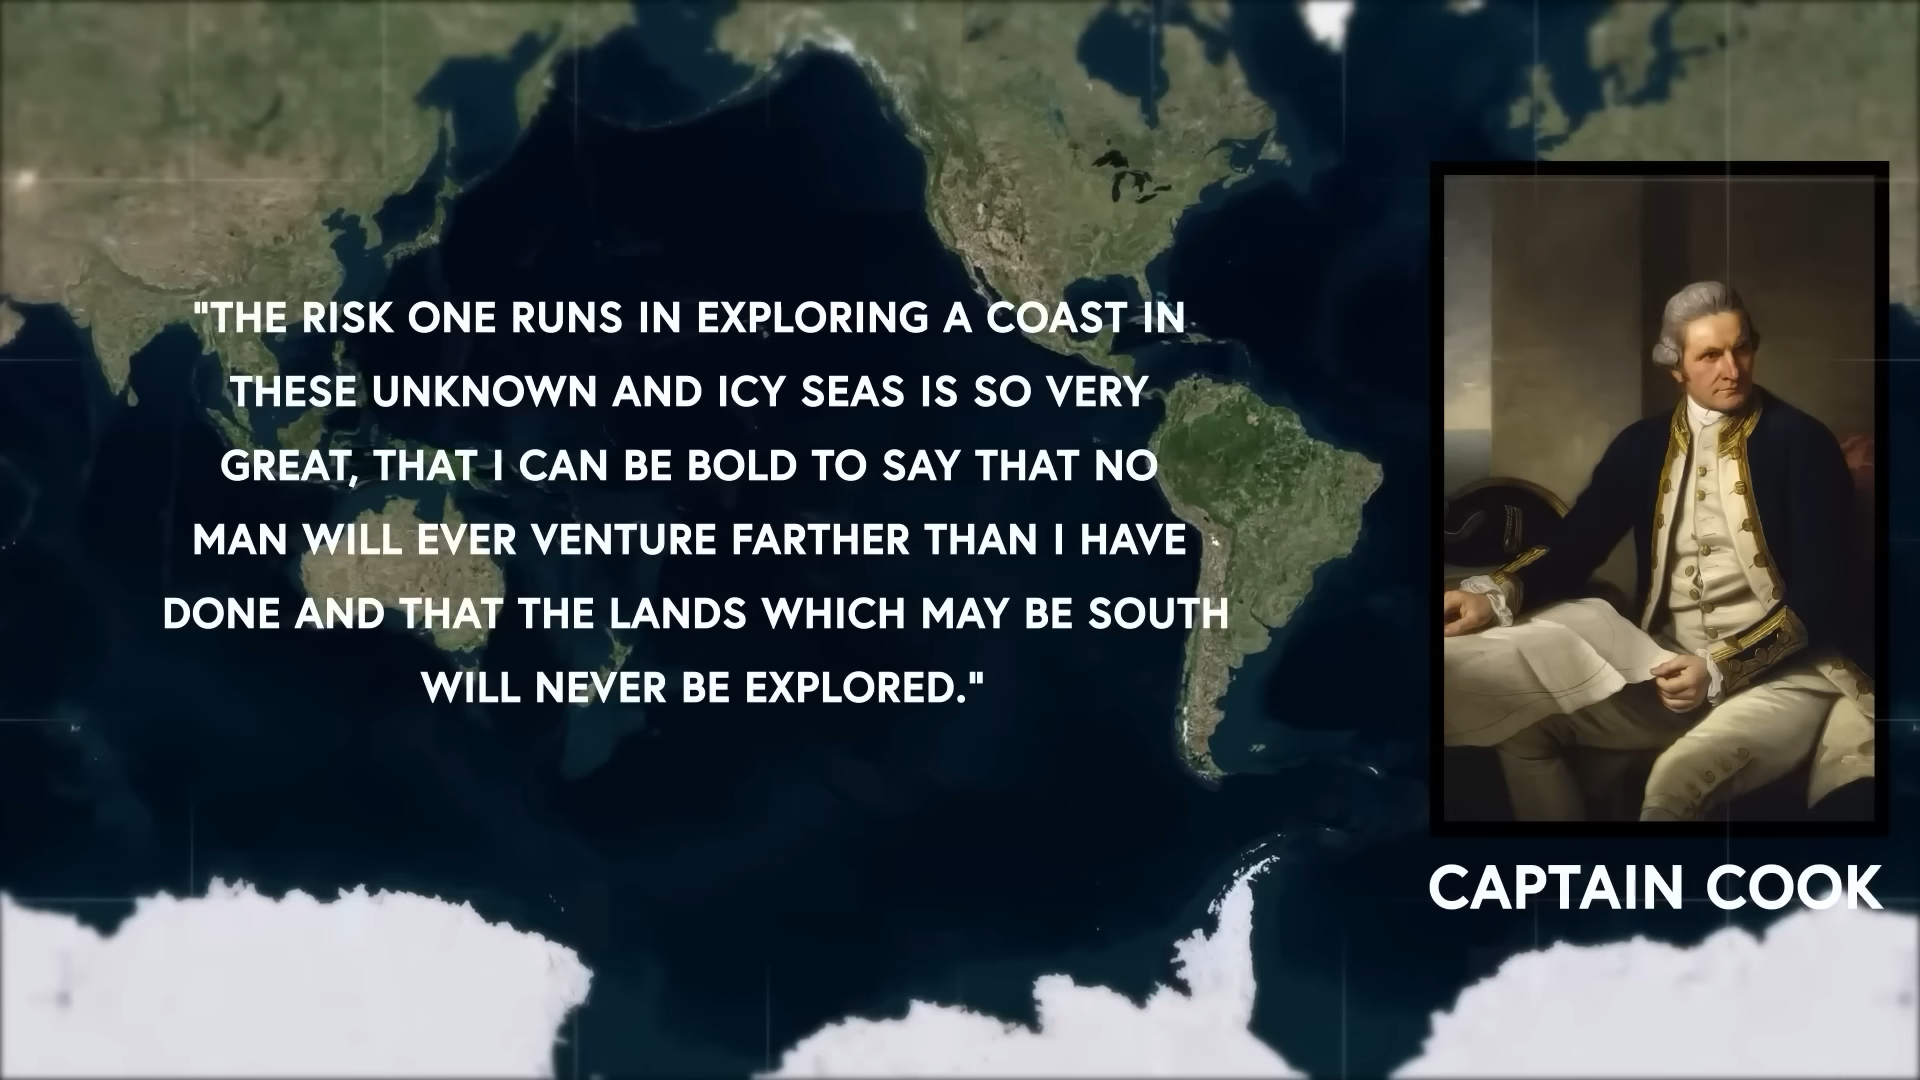 "THE RISK ONE RUNS IN EXPLORING A COAST IN
THESE UNKNOWN AND ICY SEAS IS SO VERY
GREAT, THAT I CAN BE BOLD TO SAY THAT NO
MAN WILL EVER VENTURE FARTHER THAN I HAVE
DONE AND THAT THE LANDS WHICH MAY BE SOUTH
WILL NEVER BE EXPLORED."
CAPTAIN COOK